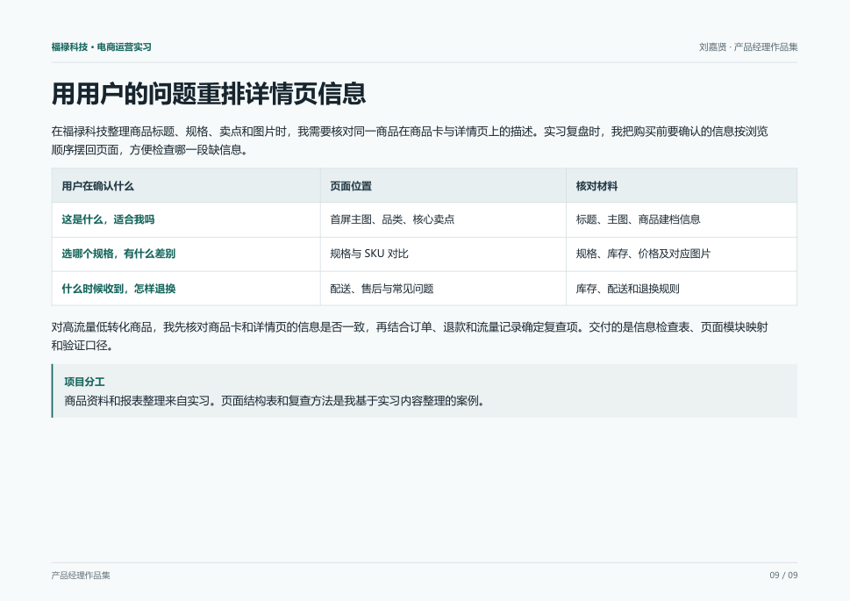 福禄科技·电商运营实习
刘嘉贤·产品经理作品集
用用户的问题重排详情页信息
在福禄科技整理商品标题、规格、卖点和图片时，我需要核对同一商品在商品卡与详情页上的描述。实习复盘时，我把购买前要确认的信息按浏览
顺序摆回页面，方便检查哪一段缺信息。
用户在确认什么
页面位置
核对材料
这是什么，适合我吗
首屏主图、品类、核心卖点
标题、主图、商品建档信息
选哪个规格，有什么差别
规格与 SKU 对比
规格、库存、价格及对应图片
什么时候收到，怎样退换
配送、售后与常见问题
库存、配送和退换规则
对高流量低转化商品，我先核对商品卡和详情页的信息是否一致，再结合订单、退款和流量记录确定复查项。交付的是信息检查表、页面模块映射
和验证口径。
项目分工
商品资料和报表整理来自实习。页面结构表和复查方法是我基于实习内容整理的案例。
产品经理作品集
09 / 09